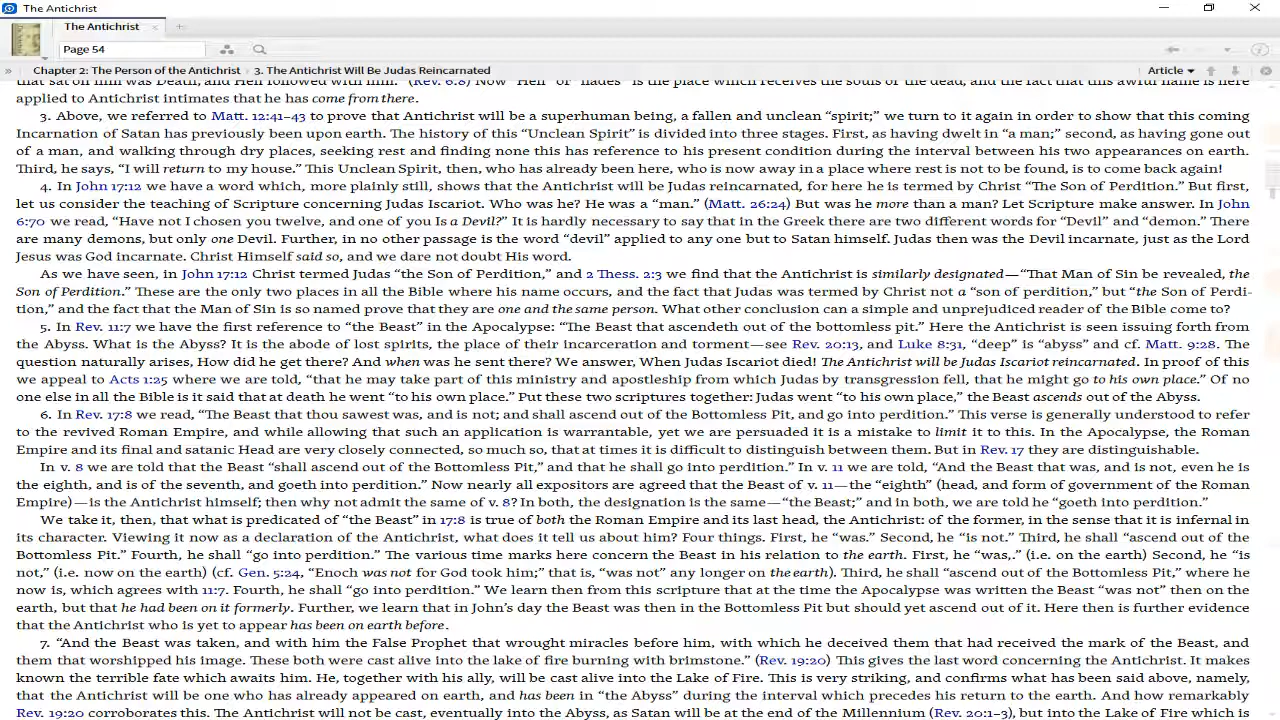 The Antichrist
The Antichrist
Page 54
» Chapter 2: The Person of the Antichrist › 3. The Antichrist Will Be Judas Reincarnated Article
that sat on him was Death, and Hell followed with him.” (Rev. 6:8) Now “Hell” or “hades” is the place which receives the souls of the dead, and the fact that this awful name is here
applied to Antichrist intimates that he has come from there.
3. Above, we referred to Matt. 12:41–43 to prove that Antichrist will be a superhuman being, a fallen and unclean “spirit;” we turn to it again in order to show that this coming
Incarnation of Satan has previously been upon earth. The history of this “Unclean Spirit” is divided into three stages. First, as having dwelt in “a man;” second, as having gone out
of a man, and walking through dry places, seeking rest and finding none this has reference to his present condition during the interval between his two appearances on earth.
Third, he says, “I will return to my house.” This Unclean Spirit, then, who has already been here, who is now away in a place where rest is not to be found, is to come back again!
4. In John 17:12 we have a word which, more plainly still, shows that the Antichrist will be Judas reincarnated, for here he is termed by Christ “The Son of Perdition.” But first,
let us consider the teaching of Scripture concerning Judas Iscariot. Who was he? He was a “man.” (Matt. 26:24) But was he more than a man? Let Scripture make answer. In John
6:70 we read, “Have not I chosen you twelve, and one of you Is a Devil?” It is hardly necessary to say that in the Greek there are two different words for “Devil” and “demon.” There
are many demons, but only one Devil. Further, in no other passage is the word “devil” applied to any one but to Satan himself. Judas then was the Devil incarnate, just as the Lord
Jesus was God incarnate. Christ Himself said so, and we dare not doubt His word.
As we have seen, in John 17:12 Christ termed Judas “the Son of Perdition,” and 2 Thess. 2:3 we find that the Antichrist is similarly designated—“That Man of Sin be revealed, the
Son of Perdition.” These are the only two places in all the Bible where his name occurs, and the fact that Judas was termed by Christ not a “son of perdition,” but “the Son of Perdi-
tion,” and the fact that the Man of Sin is so named prove that they are one and the same person. What other conclusion can a simple and unprejudiced reader of the Bible come to?
5. In Rev. 11:7 we have the first reference to “the Beast” in the Apocalypse: “The Beast that ascendeth out of the bottomless pit.” Here the Antichrist is seen issuing forth from
the Abyss. What is the Abyss? It is the abode of lost spirits, the place of their incarceration and torment—see Rev. 20:13, and Luke 8:31, “deep” is “abyss” and cf. Matt. 9:28. The
question naturally arises, How did he get there? And when was he sent there? We answer, When Judas Iscariot died! The Antichrist will be Judas Iscariot reincarnated. In proof of this
we appeal to Acts 1:25 where we are told, “that he may take part of this ministry and apostleship from which Judas by transgression fell, that he might go to his own place.” Of no
one else in all the Bible is it said that at death he went “to his own place.” Put these two scriptures together: Judas went “to his own place,” the Beast ascends out of the Abyss.
6. In Rev. 17:8 we read, “The Beast that thou sawest was, and is not; and shall ascend out of the Bottomless Pit, and go into perdition.” This verse is generally understood to refer
to the revived Roman Empire, and while allowing that such an application is warrantable, yet we are persuaded it is a mistake to limit it to this. In the Apocalypse, the Roman
Empire and its final and satanic Head are very closely connected, so much so, that at times it is difficult to distinguish between them. But in Rev. 17 they are distinguishable.
In v. 8 we are told that the Beast “shall ascend out of the Bottomless Pit,” and that he shall go into perdition.” In v. 11 we are told, “And the Beast that was, and is not, even he is
the eighth, and is of the seventh, and goeth into perdition.” Now nearly all expositors are agreed that the Beast of v. 11—the “eighth” (head, and form of government of the Roman
Empire)—is the Antichrist himself; then why not admit the same of v. 8? In both, the designation is the same—“the Beast;” and in both, we are told he “goeth into perdition.”
We take it, then, that what is predicated of “the Beast” in 17:8 is true of both the Roman Empire and its last head, the Antichrist: of the former, in the sense that it is infernal in
its character. Viewing it now as a declaration of the Antichrist, what does it tell us about him? Four things. First, he “was.” Second, he “is not.” Third, he shall “ascend out of the
Bottomless Pit.” Fourth, he shall “go into perdition.” The various time marks here concern the Beast in his relation to the earth. First, he “was,.” (i.e. on the earth) Second, he “is
not,” (i.e. now on the earth) (cf. Gen. 5:24, “Enoch was not for God took him;” that is, “was not” any longer on the earth). Third, he shall “ascend out of the Bottomless Pit,” where he
now is, which agrees with 11:7. Fourth, he shall “go into perdition.” We learn then from this scripture that at the time the Apocalypse was written the Beast “was not” then on the
earth, but that he had been on it formerly. Further, we learn that in John’s day the Beast was then in the Bottomless Pit but should yet ascend out of it. Here then is further evidence
that the Antichrist who is yet to appear has been on earth before.
7. “And the Beast was taken, and with him the False Prophet that wrought miracles before him, with which he deceived them that had received the mark of the Beast, and
them that worshipped his image. These both were cast alive into the lake of fire burning with brimstone.” (Rev. 19:20) This gives the last word concerning the Antichrist. It makes
known the terrible fate which awaits him. He, together with his ally, will be cast alive into the Lake of Fire. This is very striking, and confirms what has been said above, namely,
that the Antichrist will be one who has already appeared on earth, and has been in “the Abyss” during the interval which precedes his return to the earth. And how remarkably
Rev. 19:20 corroborates this. The Antichrist will not be cast, eventually into the Abyss, as Satan will be at the end of the Millennium (Rev. 20:1–3), but into the Lake of Fire which is